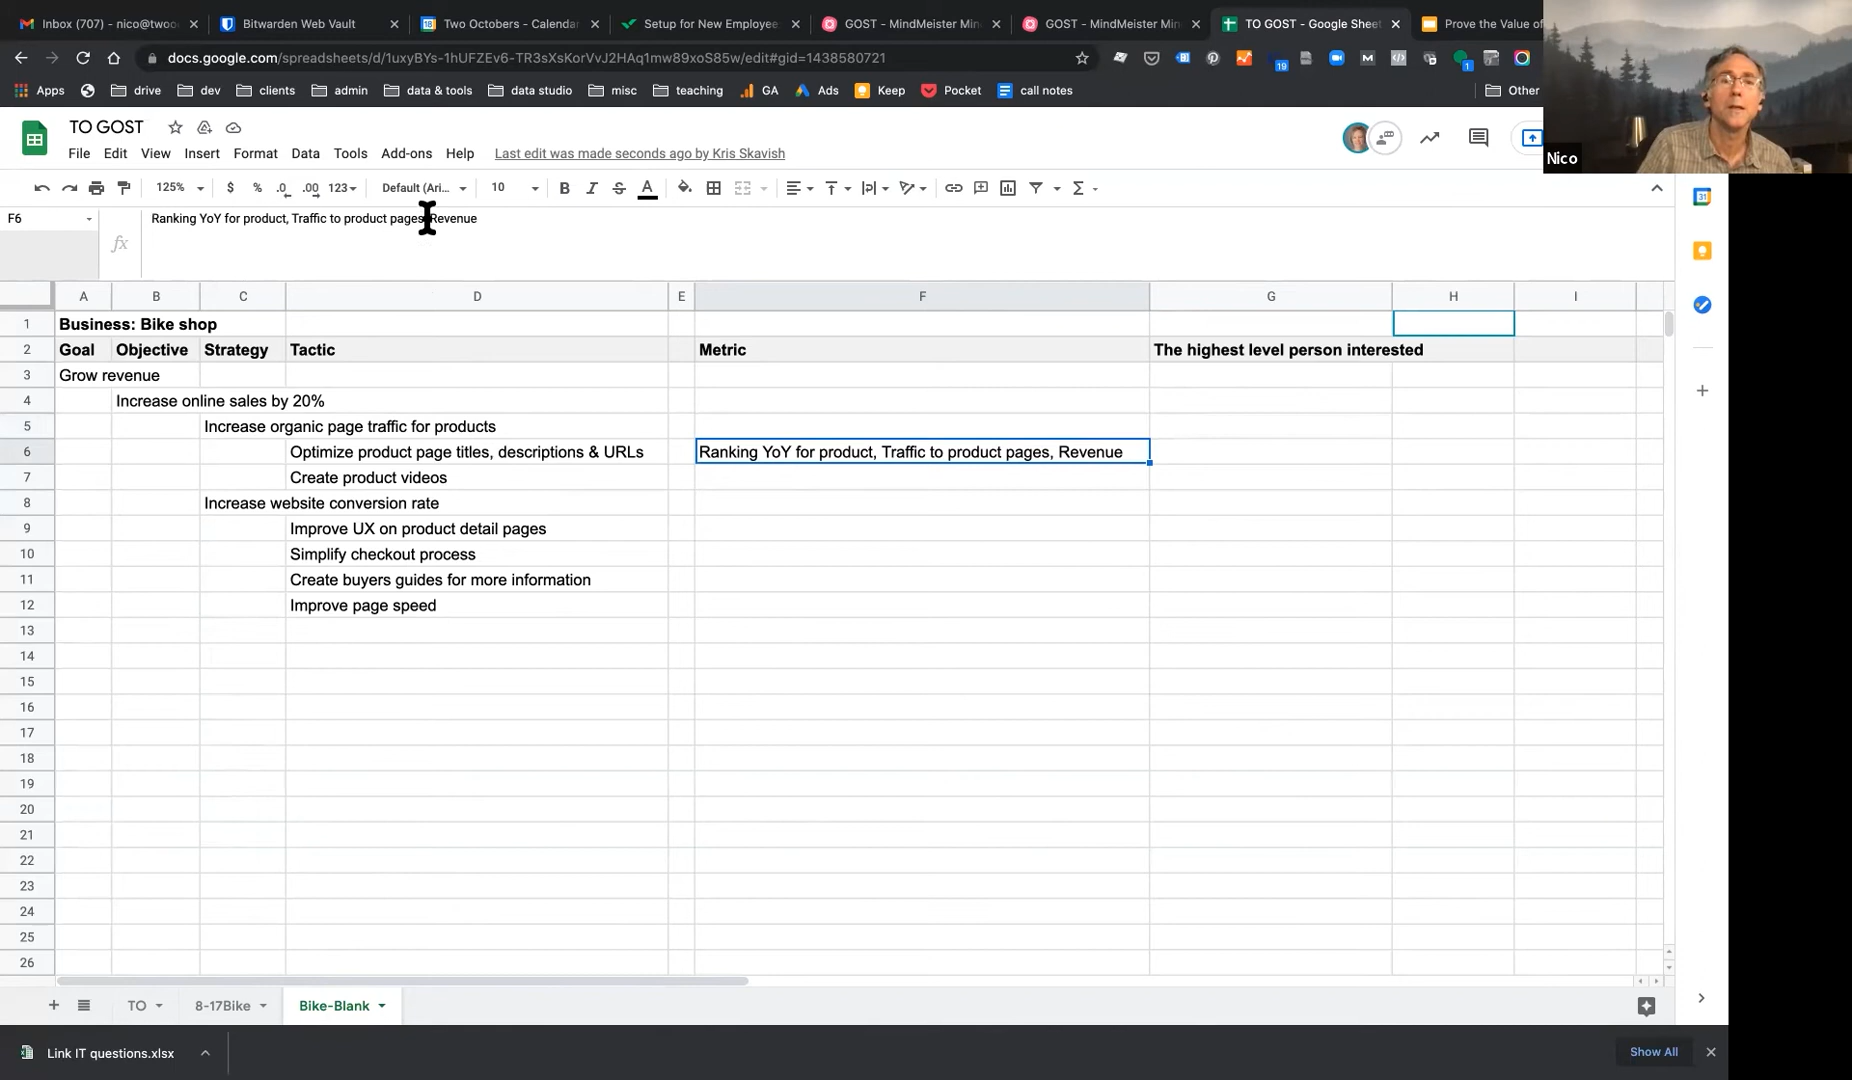 Inbox (707) - nico@twoo
Bitwarden Web Vault
Two Octobers - Calenda
Setup for New Employee
GOST - MindMeister Min
GOST - MindMeister Min
TO GOST - Google Sheet
Prove the Value of
docs.google.com/spreadsheets/d/1uxyBYs-1hUFZEv6-TR3sXsKorVvJ2HAq1mw89xoS85w/edit#gid=1438580721
19
1
Apps
drive
dev
clients
admin
data & tools
data studio
misc
teaching
GA
Ads
Keep
Pocket
call notes
Other
Nico
TO GOST
File Edit View Insert Format Data Tools Add-ons Help Last edit was made seconds ago by Kris Skavish
125% $ % .0 .00 123 Default (Ari... 10 B I S A
31
F6
Ranking YoY for product, Traffic to product pages, Revenue
fx
A B C D E F G H I
1 Business: Bike shop
2 Goal Objective Strategy Tactic Metric The highest level person interested
3 Grow revenue
4 Increase online sales by 20%
5 Increase organic page traffic for products
6 Optimize product page titles, descriptions & URLs Ranking YoY for product, Traffic to product pages, Revenue
7 Create product videos
8 Increase website conversion rate
9 Improve UX on product detail pages
10 Simplify checkout process
11 Create buyers guides for more information
12 Improve page speed
13
14
15
16
17
18
19
20
21
22
23
24
25
26
TO 8-17Bike Bike-Blank
Link IT questions.xlsx
Show All